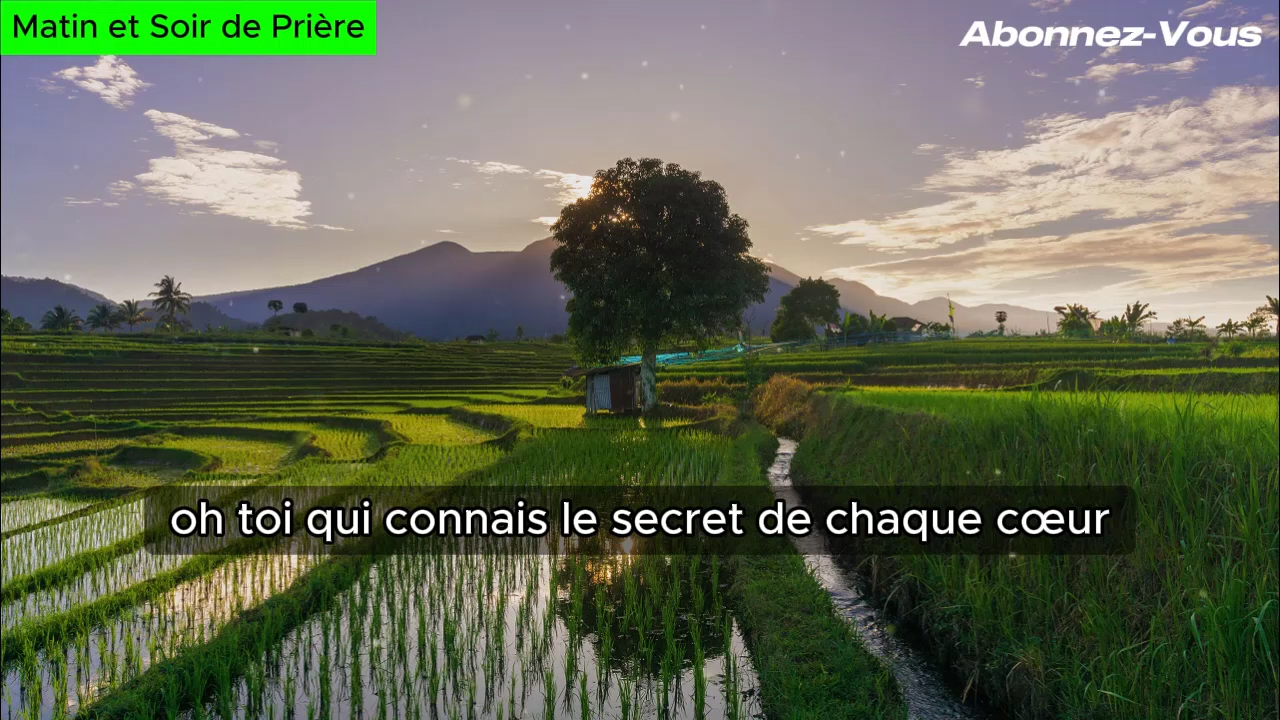 Matin et Soir de Prière
Abonnez-Vous
oh toi qui connais le secret de chaque cœur